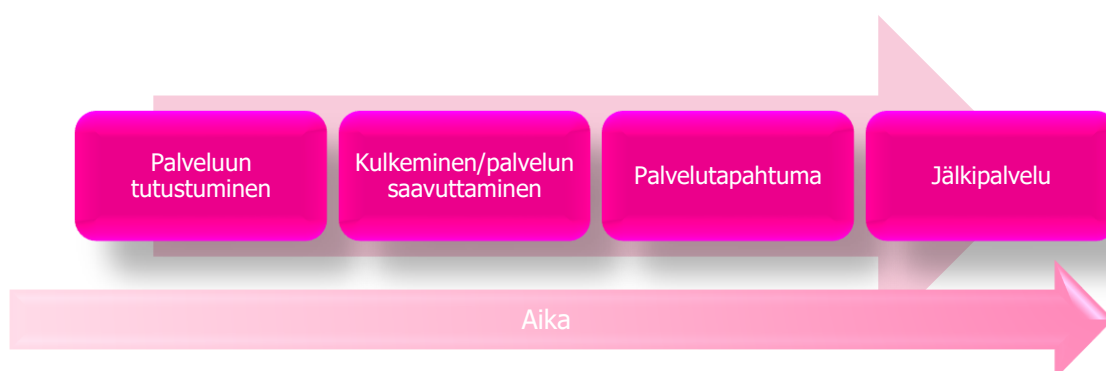 Palveluun
tutustuminen
Kulkeminen/palvelun
saavuttaminen
Palvelutapahtuma
Jälkipalvelu
Aika